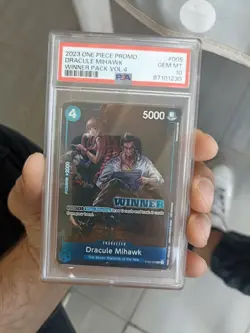 2023 ONE PIECE PROMO #005
DRACULE MIHAWK GEM MT
WINNER PACK VOL.4 10
PSA 87101230
4 5000
WINNER
CHARACTER
Dracule Mihawk
The Seven Warlords of the Sea